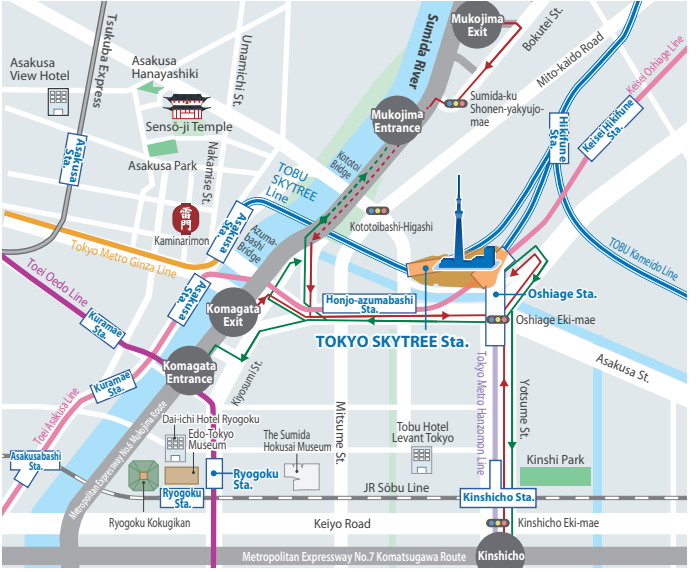 Mukojima
Exit
Bokutei St.
Sumida River
Mito-kaido Road
Keisei Oshiage Line
Tsukuba Express
Umamichi St.
Asakusa
View Hotel
Asakusa
Hanayashiki
Sensō-ji Temple
Asakusa Park
Nakamise St.
Mukojima
Entrance
Sumida-ku
Shonen-yakyujo-
mae
Hikifune
Sta.
Keisei Hikifune
Sta.
Asakusa
Sta.
Kototoi
Bridge
TOBU
SKYTREE
Line
雷
門
Kaminarimon
Asakusa
Sta.
Azuma-
bashi
Bridge
Kototoibashi-Higashi
TOBU Kameido Line
Tokyo Metro Ginza Line
Toei Oedo Line
Asakusa
Sta.
Komagata
Exit
Honjo-azumabashi
Sta.
Oshiage Sta.
Oshiage Eki-mae
TOKYO SKYTREE Sta.
Kuramae
Sta.
Kuramae
Sta.
Komagata
Entrance
Kiyosumi St.
Asakusa St.
Toei Asakusa Line
Metropolitan Expressway No.6 Mukojima Route
Mitsume St.
Tokyo Metro Hanzomon Line
Yotsume St.
Dai-ichi Hotel Ryogoku
Edo-Tokyo
Museum
The Sumida
Hokusai Museum
Tobu Hotel
Levant Tokyo
Asakusabashi
Sta.
Ryogoku
Sta.
Ryogoku
Sta.
Kinshi Park
JR Sōbu Line
Kinshicho Sta.
Ryogoku Kokugikan
Keiyo Road
Kinshicho Eki-mae
Metropolitan Expressway No.7 Komatsugawa Route
Kinshicho